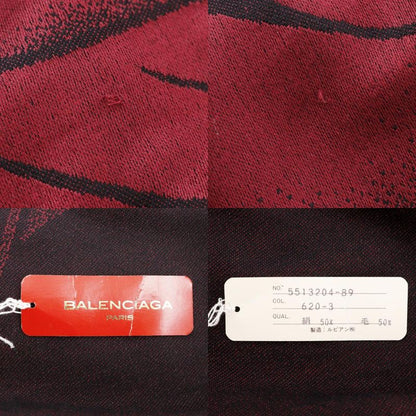 BALENCiAGA
PARIS
NO. 5513204-89
COL. 620-3
QUAL. 絹 50% 毛 50%
製造：ルビアン㈱